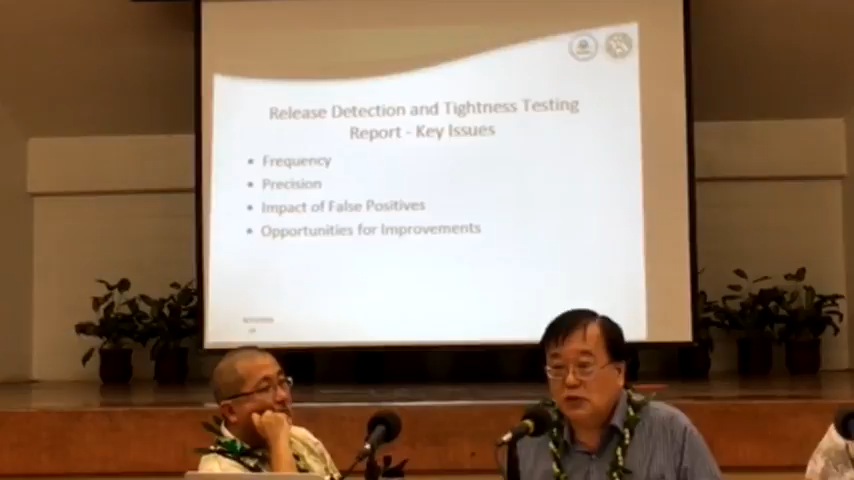 Release Detection and Tightness Testing
Report - Key Issues
• Frequency
• Precision
• Impact of False Positives
• Opportunities for Improvements